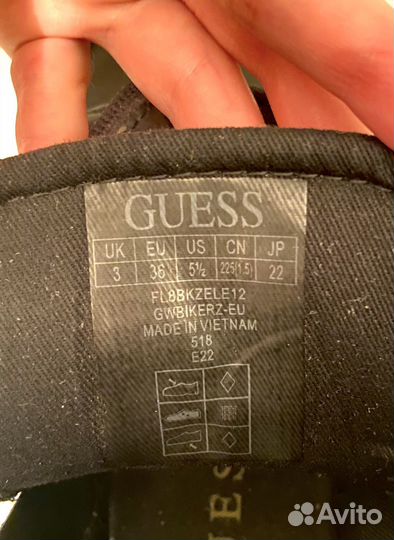 GUESS
UK EU US CN JP
3 36 5½ 225(1.5) 22
FL8BKZELE12
GWBIKERZ-EU
MADE IN VIETNAM
518
E22
UES
Avito